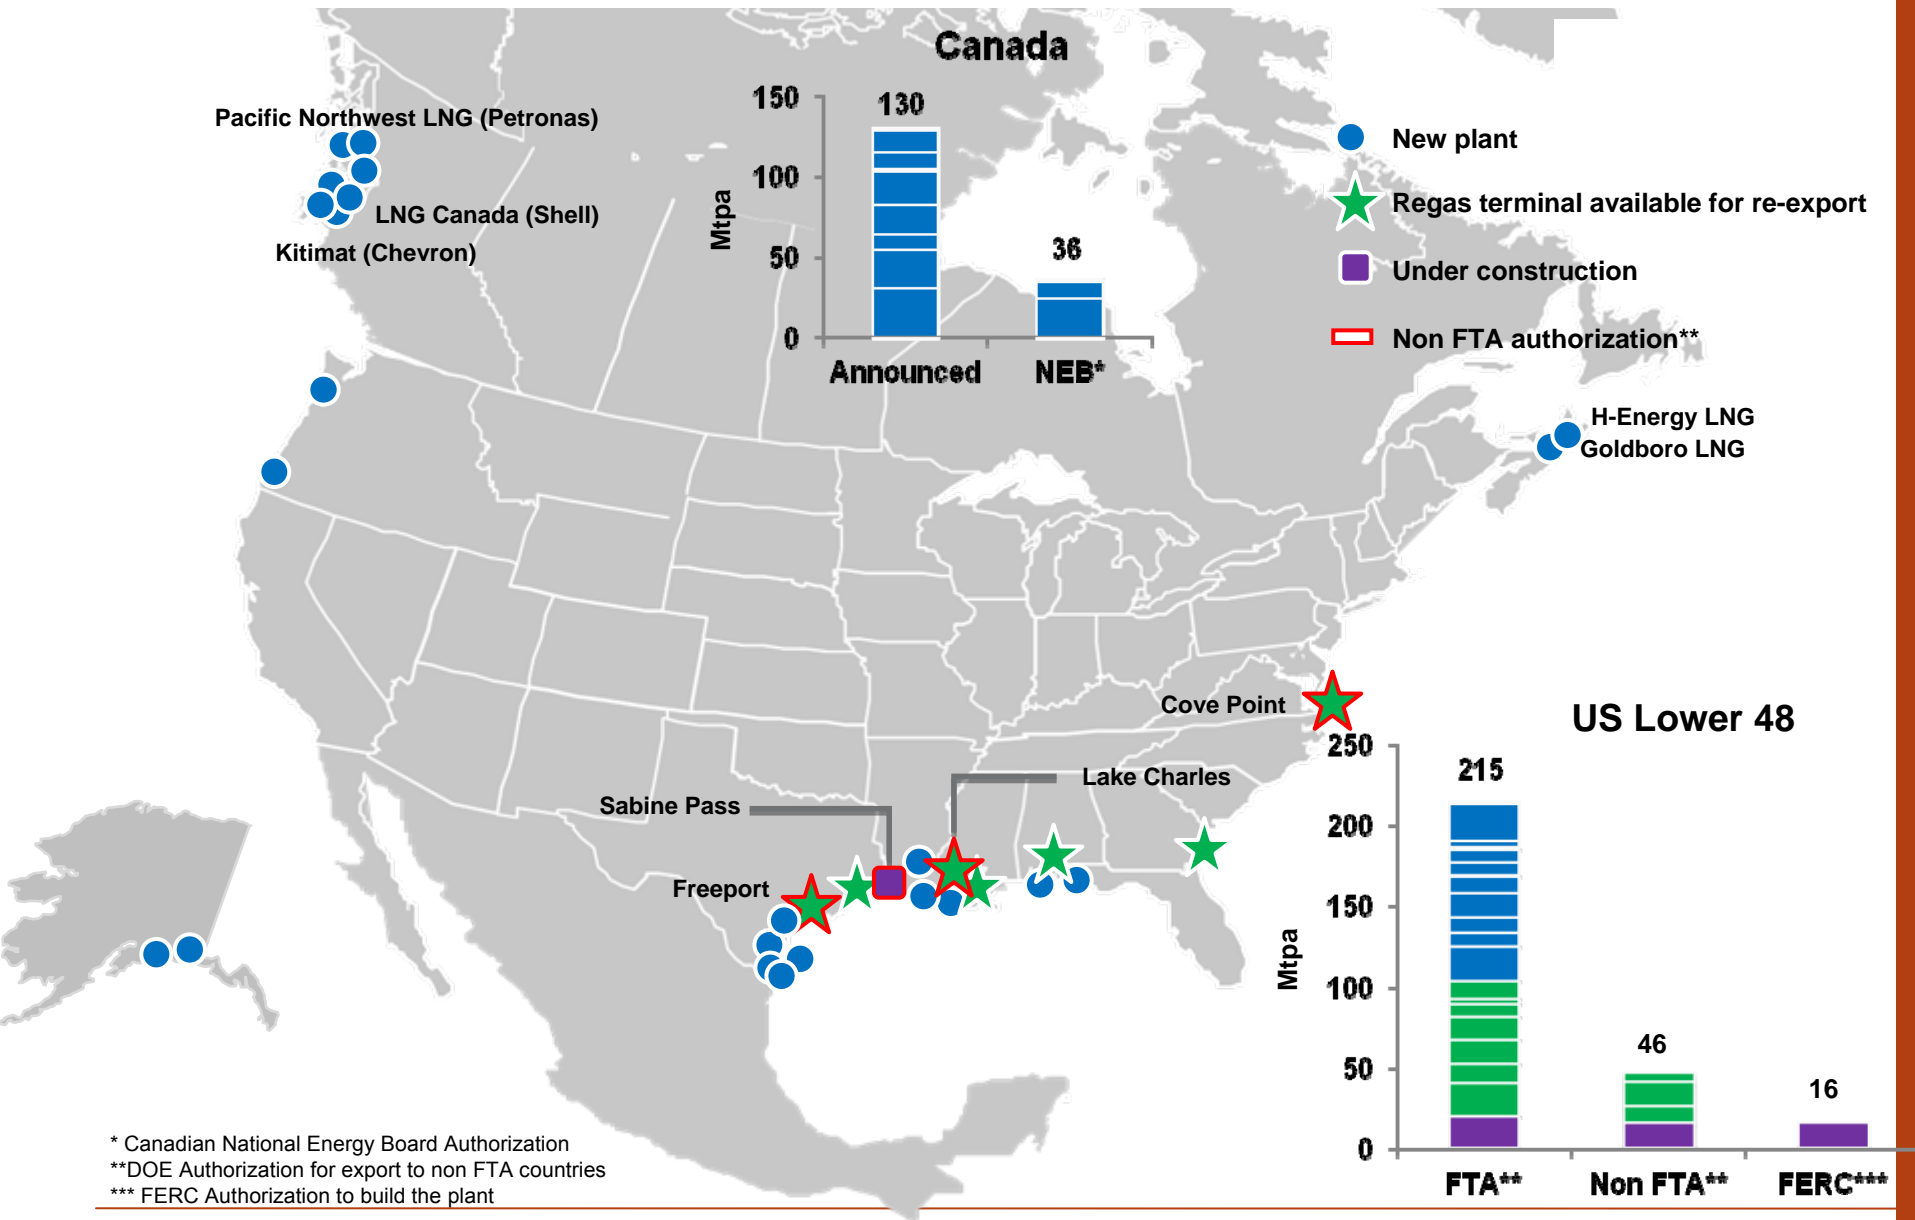 Canada
Pacific Northwest LNG (Petronas)
LNG Canada (Shell)
Kitimat (Chevron)
150
100
50
0
Mtpa
130
36
Announced
NEB*
New plant
Regas terminal available for re-export
Under construction
Non FTA authorization**
H-Energy LNG
Goldboro LNG
Cove Point
Lake Charles
Sabine Pass
Freeport
US Lower 48
250
200
150
100
50
0
Mtpa
215
46
16
FTA**
Non FTA**
FERC***
* Canadian National Energy Board Authorization
**DOE Authorization for export to non FTA countries
*** FERC Authorization to build the plant